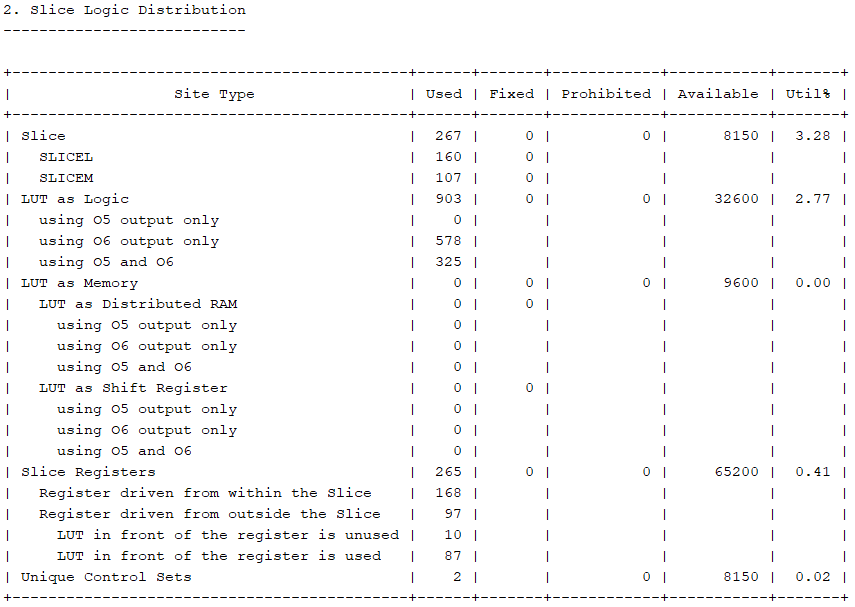 2. Slice Logic Distribution
---------------------------

+--------------------------------------------+------+-------+------------+-----------+-------+
|                  Site Type                 | Used | Fixed | Prohibited | Available | Util% |
+--------------------------------------------+------+-------+------------+-----------+-------+
| Slice                                      |  267 |     0 |          0 |      8150 |  3.28 |
|   SLICEL                                   |  160 |     0 |            |           |       |
|   SLICEM                                   |  107 |     0 |            |           |       |
| LUT as Logic                               |  903 |     0 |          0 |     32600 |  2.77 |
|   using O5 output only                     |    0 |       |            |           |       |
|   using O6 output only                     |  578 |       |            |           |       |
|   using O5 and O6                          |  325 |       |            |           |       |
| LUT as Memory                              |    0 |     0 |          0 |      9600 |  0.00 |
|   LUT as Distributed RAM                   |    0 |     0 |            |           |       |
|     using O5 output only                   |    0 |       |            |           |       |
|     using O6 output only                   |    0 |       |            |           |       |
|     using O5 and O6                        |    0 |       |            |           |       |
|   LUT as Shift Register                    |    0 |     0 |            |           |       |
|     using O5 output only                   |    0 |       |            |           |       |
|     using O6 output only                   |    0 |       |            |           |       |
|     using O5 and O6                        |    0 |       |            |           |       |
| Slice Registers                            |  265 |     0 |          0 |     65200 |  0.41 |
|   Register driven from within the Slice    |  168 |       |            |           |       |
|   Register driven from outside the Slice   |   97 |       |            |           |       |
|     LUT in front of the register is unused |   10 |       |            |           |       |
|     LUT in front of the register is used   |   87 |       |            |           |       |
| Unique Control Sets                        |    2 |       |          0 |      8150 |  0.02 |
+--------------------------------------------+------+-------+------------+-----------+-------+